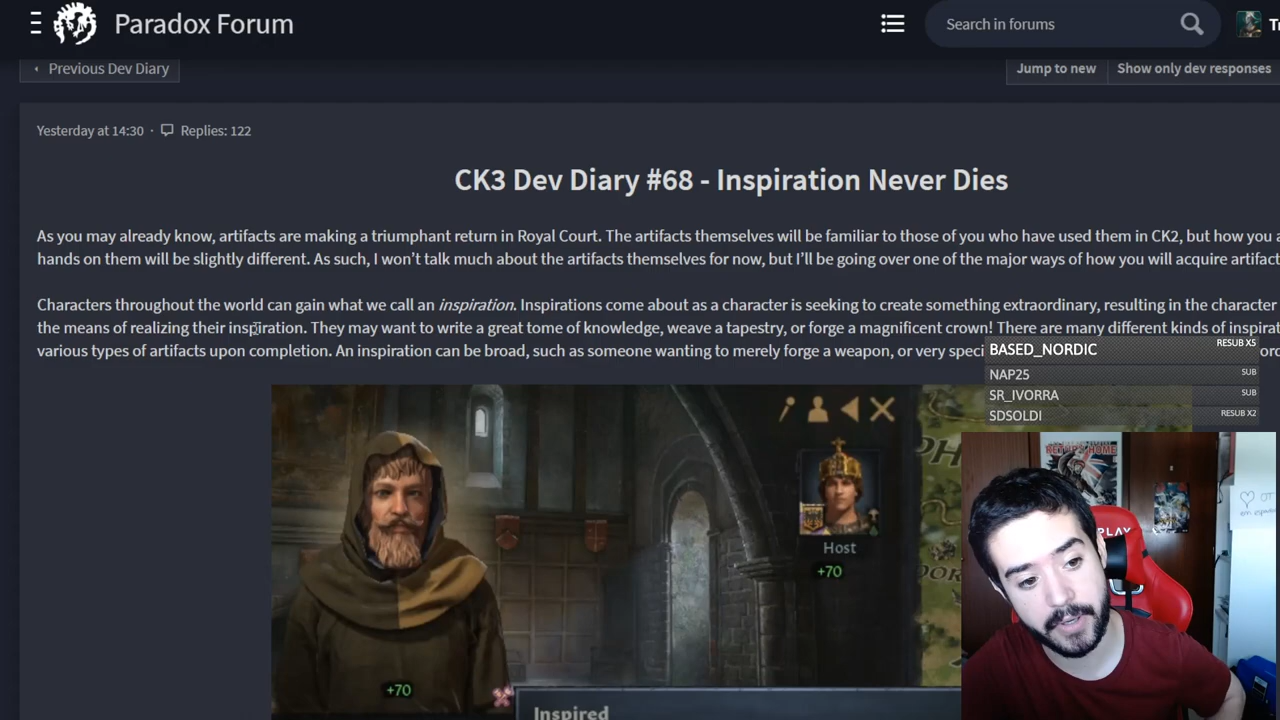 Paradox Forum
Search in forums
Previous Dev Diary
Jump to new
Show only dev responses
Yesterday at 14:30 · Replies: 122
CK3 Dev Diary #68 - Inspiration Never Dies
As you may already know, artifacts are making a triumphant return in Royal Court. The artifacts themselves will be familiar to those of you who have used them in CK2, but how you
hands on them will be slightly different. As such, I won't talk much about the artifacts themselves for now, but I'll be going over one of the major ways of how you will acquire
Characters throughout the world can gain what we call an inspiration. Inspirations come about as a character is seeking to create something extraordinary, resulting in the character
the means of realizing their inspiration. They may want to write a great tome of knowledge, weave a tapestry, or forge a magnificent crown! There are many different kinds of
various types of artifacts upon completion. An inspiration can be broad, such as someone wanting to merely forge a weapon, or very
BASED_NORDIC RESUB X5
NAP25 SUB
SR_IVORRA SUB
SDSOLDI RESUB X2
Host
+70
+70
Inspired